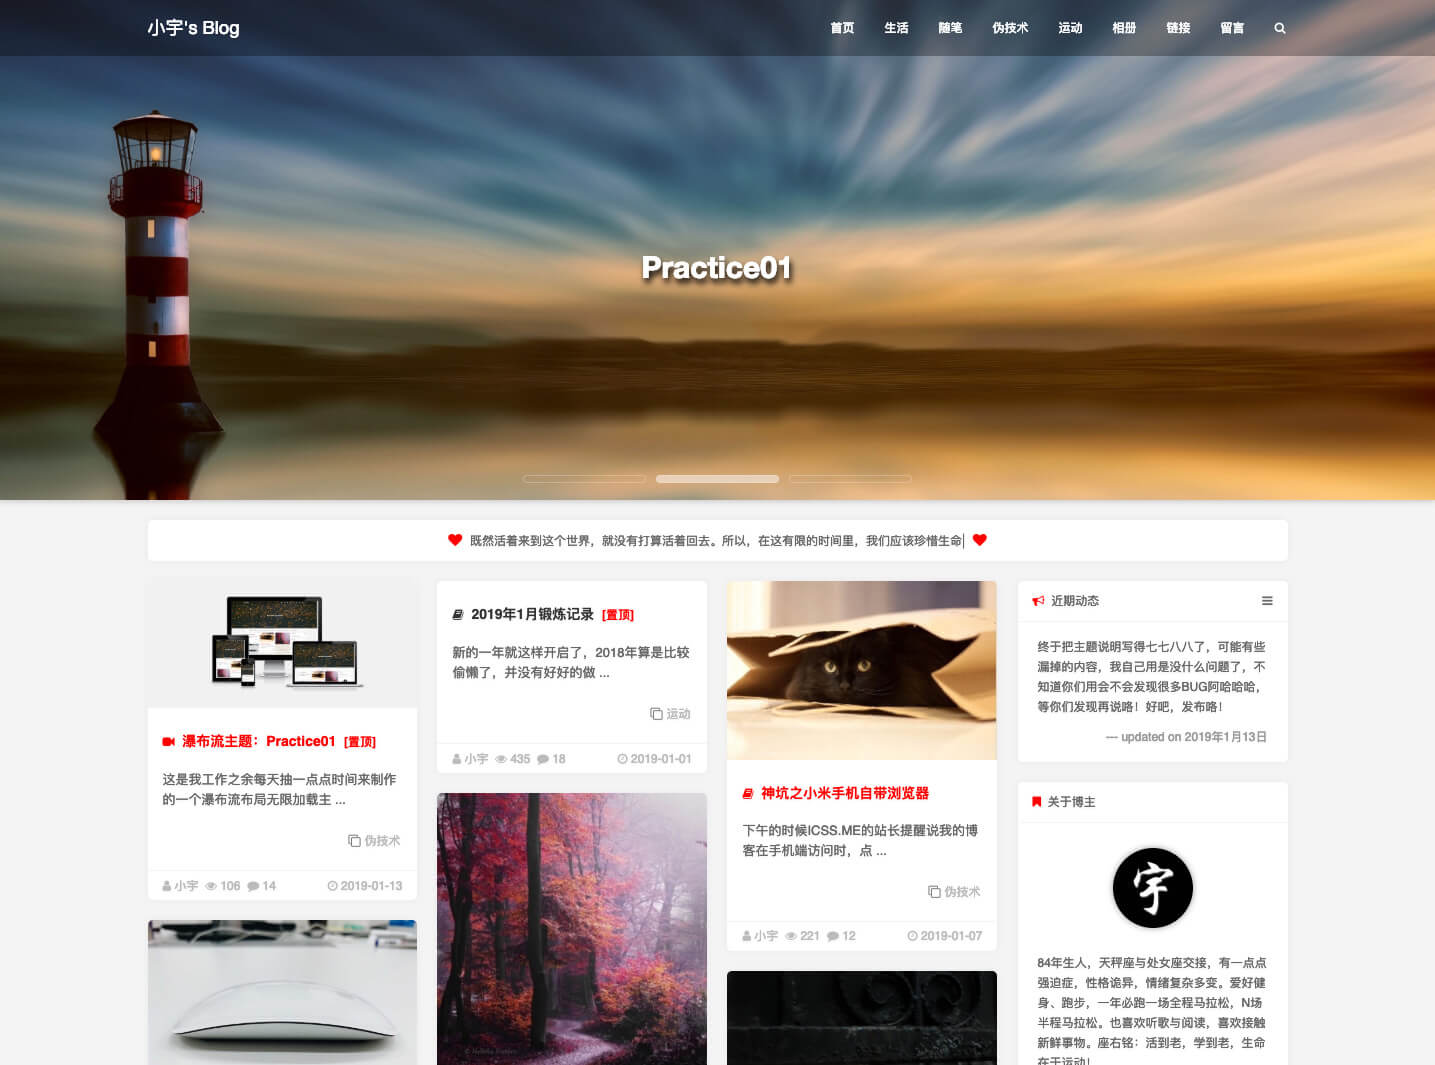 小宇's Blog
首页 生活 随笔 伪技术 运动 相册 链接 留言
Practice01
既然活着来到这个世界，就没有打算活着回去。所以，在这有限的时间里，我们应该珍惜生命|
瀑布流主题：Practice01 [置顶]
这是我工作之余每天抽一点点时间来制作
的一个瀑布流布局无限加载主 ...
伪技术
小宇 106 14 2019-01-13
2019年1月锻炼记录 [置顶]
新的一年就这样开启了，2018年算是比较
偷懒了，并没有好好的做 ...
运动
小宇 435 18 2019-01-01
神坑之小米手机自带浏览器
下午的时候ICSS.ME的站长提醒说我的博
客在手机端访问时，点 ...
伪技术
小宇 221 12 2019-01-07
近期动态
终于把主题说明写得七七八八了，可能有些
漏掉的内容，我自己用是没什么问题了，不
知道你们用会不会发现很多BUG阿哈哈哈，
等你们发现再说咯！好吧，发布咯！
— updated on 2019年1月13日
关于博主
宇
84年生人，天秤座与处女座交接，有一点点
强迫症，性格诡异，情绪复杂多变。爱好健
身、跑步，一年必跑一场全程马拉松，N场
半程马拉松。也喜欢听歌与阅读，喜欢接触
新鲜事物。座右铭：活到老，学到老，生命
在于运动！